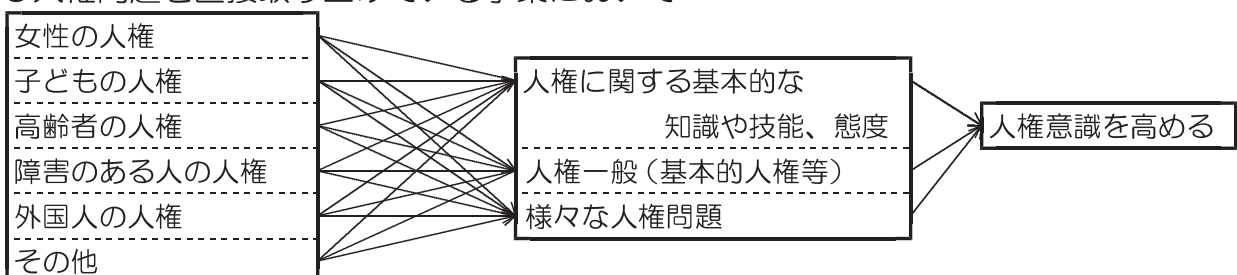 女性の人権
子どもの人権
高齢者の人権
障害のある人の人権
外国人の人権
その他
人権に関する基本的な
知識や技能、態度
人権一般（基本的人権等）
様々な人権問題
人権意識を高める